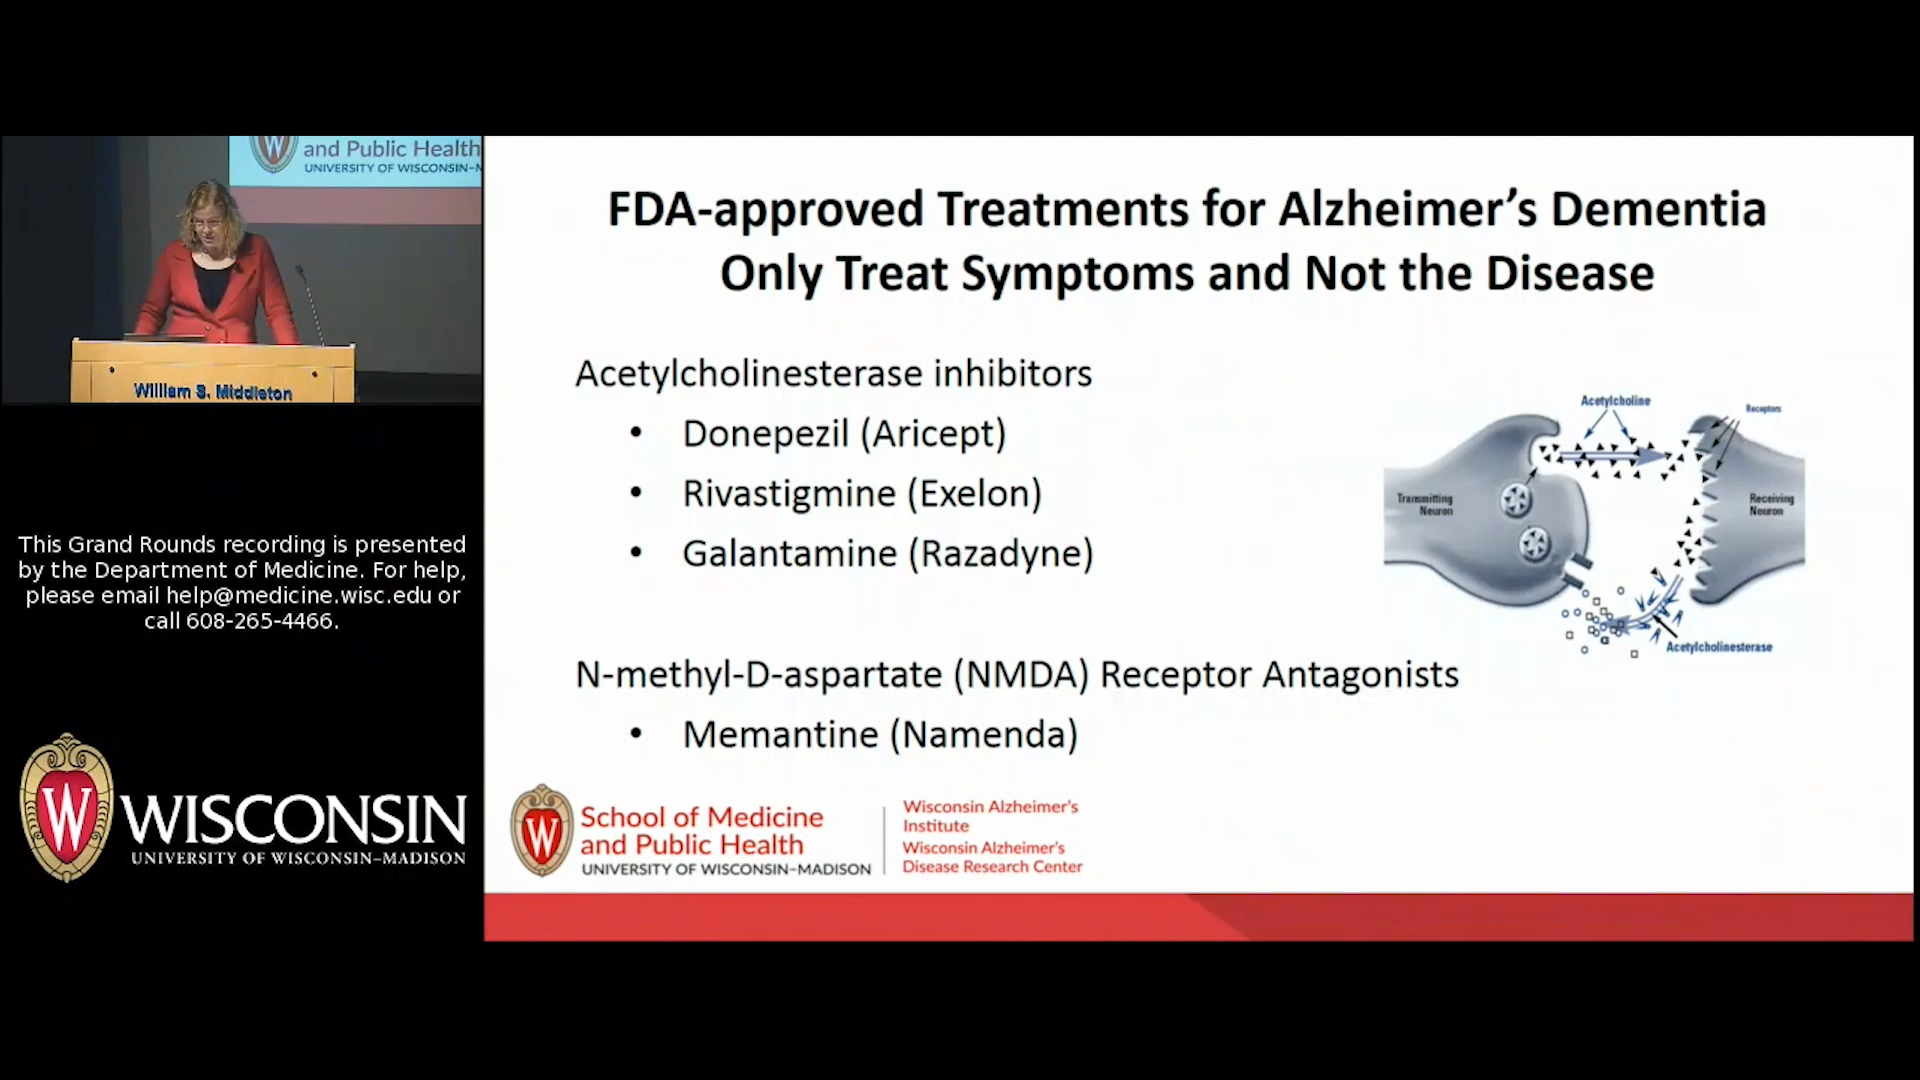 and Public Health
UNIVERSITY OF WISCONSIN–M
William S. Middleton
This Grand Rounds recording is presented
by the Department of Medicine. For help,
please email help@medicine.wisc.edu or
call 608-265-4466.
W
WISCONSIN
UNIVERSITY OF WISCONSIN–MADISON
FDA-approved Treatments for Alzheimer’s Dementia
Only Treat Symptoms and Not the Disease
Acetylcholinesterase inhibitors
• Donepezil (Aricept)
• Rivastigmine (Exelon)
• Galantamine (Razadyne)
N-methyl-D-aspartate (NMDA) Receptor Antagonists
• Memantine (Namenda)
Acetylcholine
Receptors
Transmitting
Neuron
Receiving
Neuron
Acetylcholinesterase
W
School of Medicine
and Public Health
UNIVERSITY OF WISCONSIN–MADISON
Wisconsin Alzheimer’s
Institute
Wisconsin Alzheimer’s
Disease Research Center